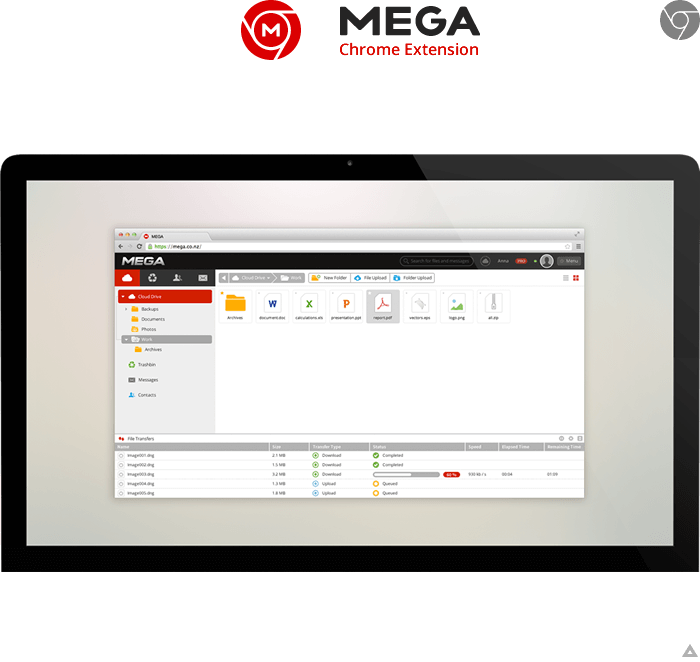 MEGA
Chrome Extension
MEGA
https://mega.co.nz/
MEGA
Search for files and messages
Anna
PRO
Menu
Cloud Drive
Work
New Folder
File Upload
Folder Upload
Cloud Drive
Backups
Documents
Photos
Work
Archives
Trashbin
Messages
Contacts
Archives
document.doc
calculations.xls
presentation.ppt
report.pdf
vectors.eps
logo.png
all.zip
File Transfers
Name Size Transfer Type Status Speed Elapsed Time Remaining Time
Image001.dng 2.1 MB Download Completed
Image002.dng 1.5 MB Download Completed
Image003.dng 3.2 MB Download 60 % 930 kb / s 00:04 01:09
Image004.dng 1.3 MB Upload Queued
Image005.dng 1.8 MB Upload Queued